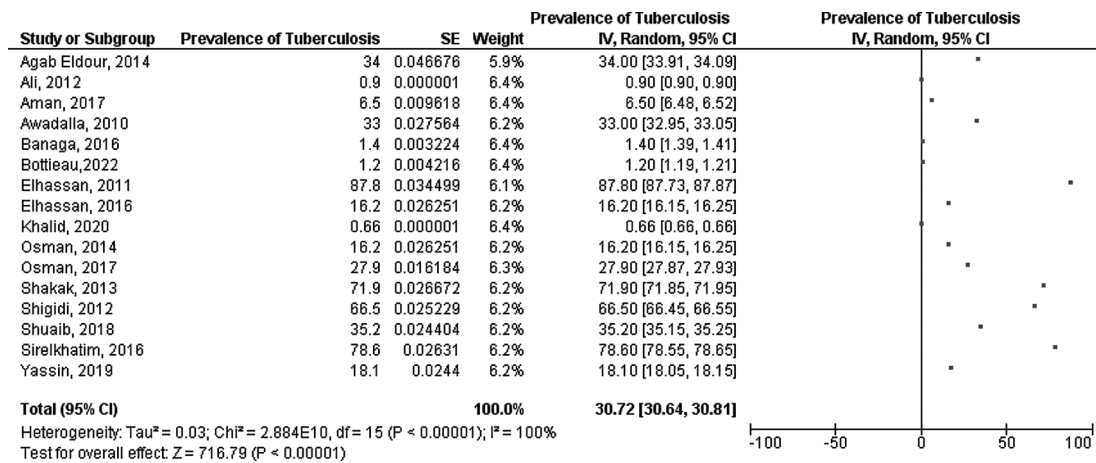 Prevalence of Tuberculosis Prevalence of Tuberculosis
Study or Subgroup Prevalence of Tuberculosis SE Weight IV, Random, 95% CI IV, Random, 95% CI
Agab Eldour, 2014 34 0.046676 5.9% 34.00 [33.91, 34.09]
Ali, 2012 0.9 0.000001 6.4% 0.90 [0.90, 0.90]
Aman, 2017 6.5 0.009618 6.4% 6.50 [6.48, 6.52]
Awadalla, 2010 33 0.027564 6.2% 33.00 [32.95, 33.05]
Banaga, 2016 1.4 0.003224 6.4% 1.40 [1.39, 1.41]
Bottieau,2022 1.2 0.004216 6.4% 1.20 [1.19, 1.21]
Elhassan, 2011 87.8 0.034499 6.1% 87.80 [87.73, 87.87]
Elhassan, 2016 16.2 0.026251 6.2% 16.20 [16.15, 16.25]
Khalid, 2020 0.66 0.000001 6.4% 0.66 [0.66, 0.66]
Osman, 2014 16.2 0.026251 6.2% 16.20 [16.15, 16.25]
Osman, 2017 27.9 0.016184 6.3% 27.90 [27.87, 27.93]
Shakak, 2013 71.9 0.026672 6.2% 71.90 [71.85, 71.95]
Shigidi, 2012 66.5 0.025229 6.2% 66.50 [66.45, 66.55]
Shuaib, 2018 35.2 0.024404 6.2% 35.20 [35.15, 35.25]
Sirelkhatim, 2016 78.6 0.02631 6.2% 78.60 [78.55, 78.65]
Yassin, 2019 18.1 0.0244 6.2% 18.10 [18.05, 18.15]
Total (95% CI) 100.0% 30.72 [30.64, 30.81]
Heterogeneity: Tau² = 0.03; Chi² = 2.884E10, df = 15 (P < 0.00001); I² = 100%
Test for overall effect: Z = 716.79 (P < 0.00001)
-100 0 50 100